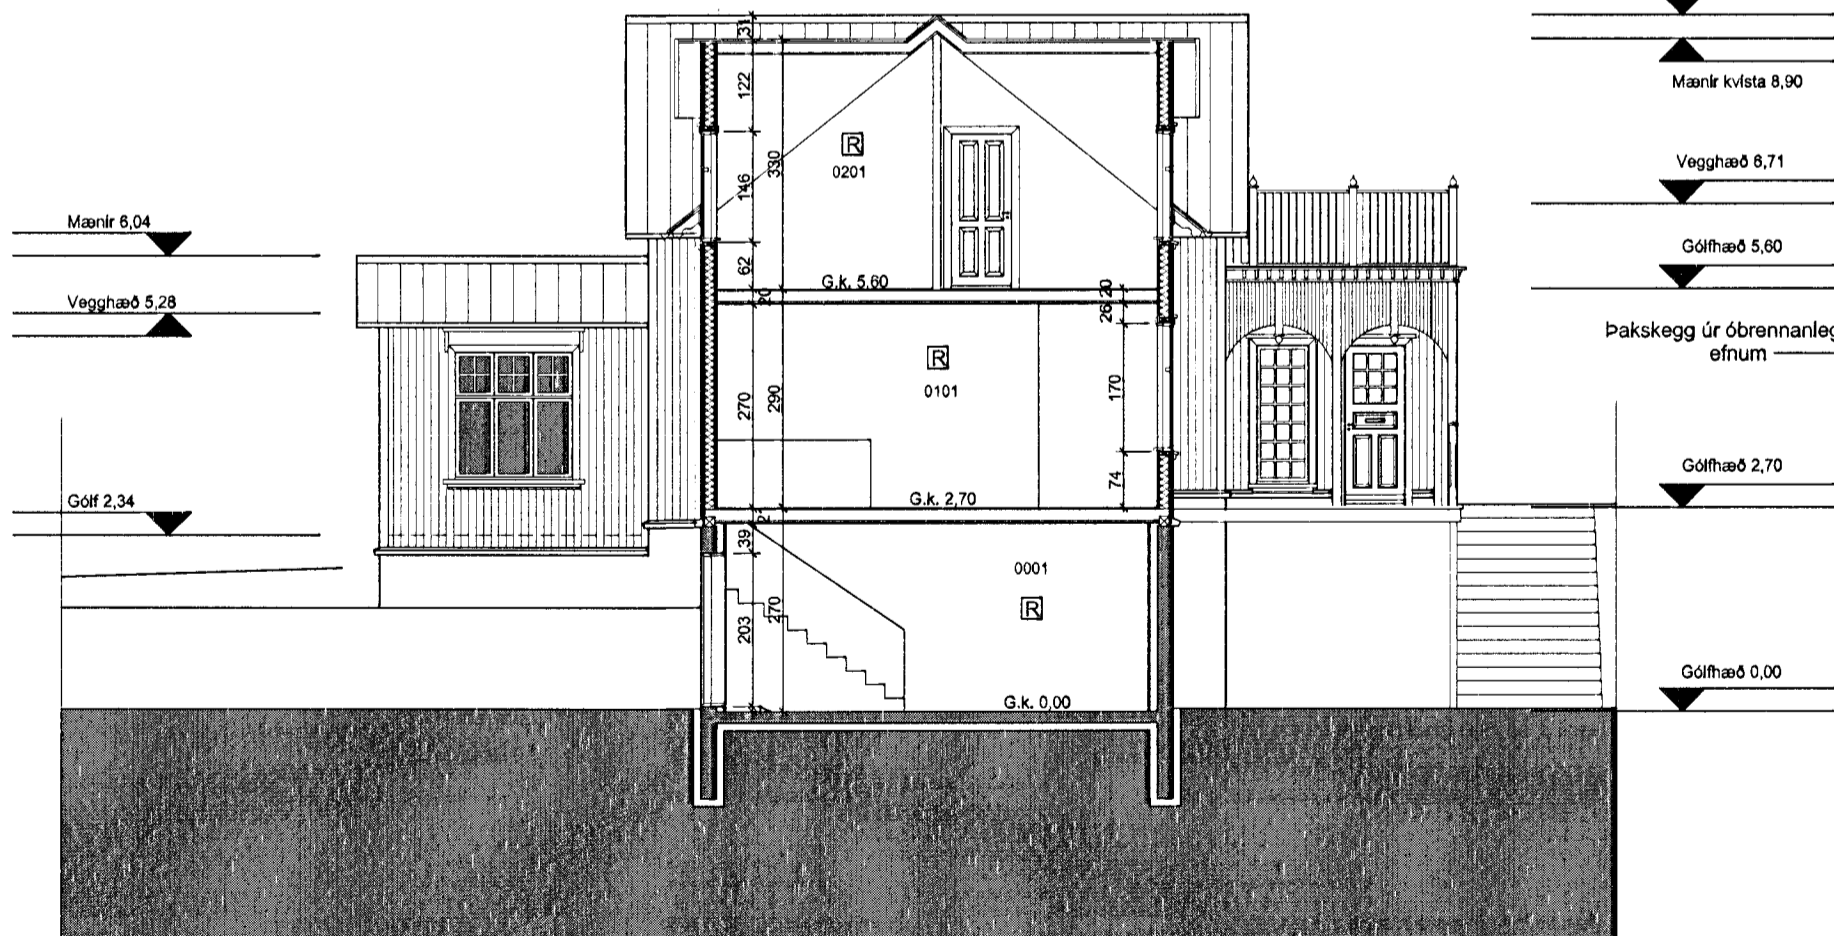 Mænir 6,04
Vegghæð 5,28
Gólf 2,34
31
122
146
330
62
20
270
290
39
203
270
R
0201
G.k. 5,60
20
26
R
0101
170
74
G.k. 2,70
0001
R
G.k. 0,00
Mænir kvista 8,90
Vegghæð 6,71
Gólfhæð 5,60
Þakskegg úr óbrennanleg
efnum
Gólfhæð 2,70
Gólfhæð 0,00